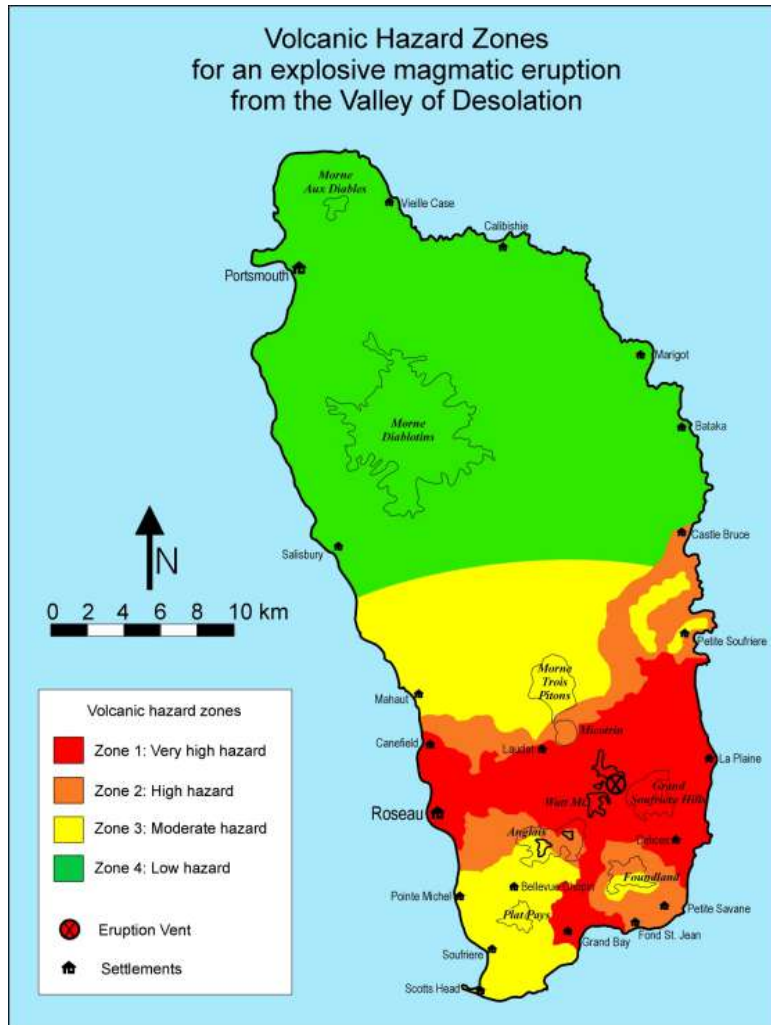 Volcanic Hazard Zones
for an explosive magmatic eruption
from the Valley of Desolation
Morne
Aux Diables
Vieille Case
Calibishie
Portsmouth
Marigot
Morne
Diablotins
Bataka
Castle Bruce
Salisbury
N
0 2 4 6 8 10 km
Petite Soufriere
Morne
Trois
Pitons
Mahaut
Micotrin
Canefield
Laudat
La Plaine
Grand
Soufriere Hills
Watt Mt.
Roseau
Anglais
Delices
Foundland
Bellevue Chopin
Pointe Michel
Petite Savane
Plat Pays
Fond St. Jean
Grand Bay
Soufriere
Scotts Head
Volcanic hazard zones
Zone 1: Very high hazard
Zone 2: High hazard
Zone 3: Moderate hazard
Zone 4: Low hazard
Eruption Vent
Settlements